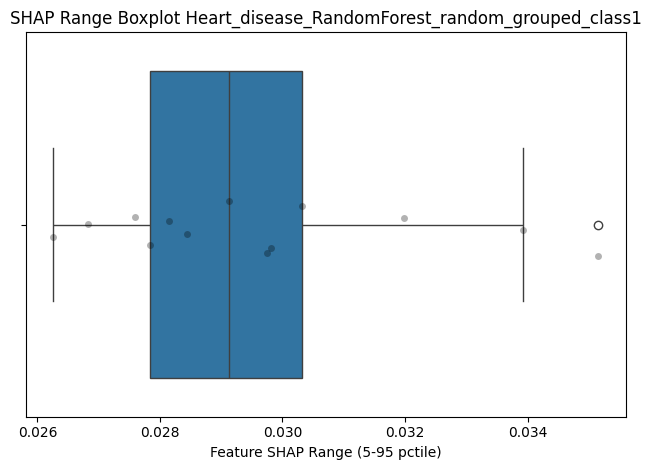 SHAP Range Boxplot Heart_disease_RandomForest_random_grouped_class1
0.026 0.028 0.030 0.032 0.034
Feature SHAP Range (5-95 pctile)